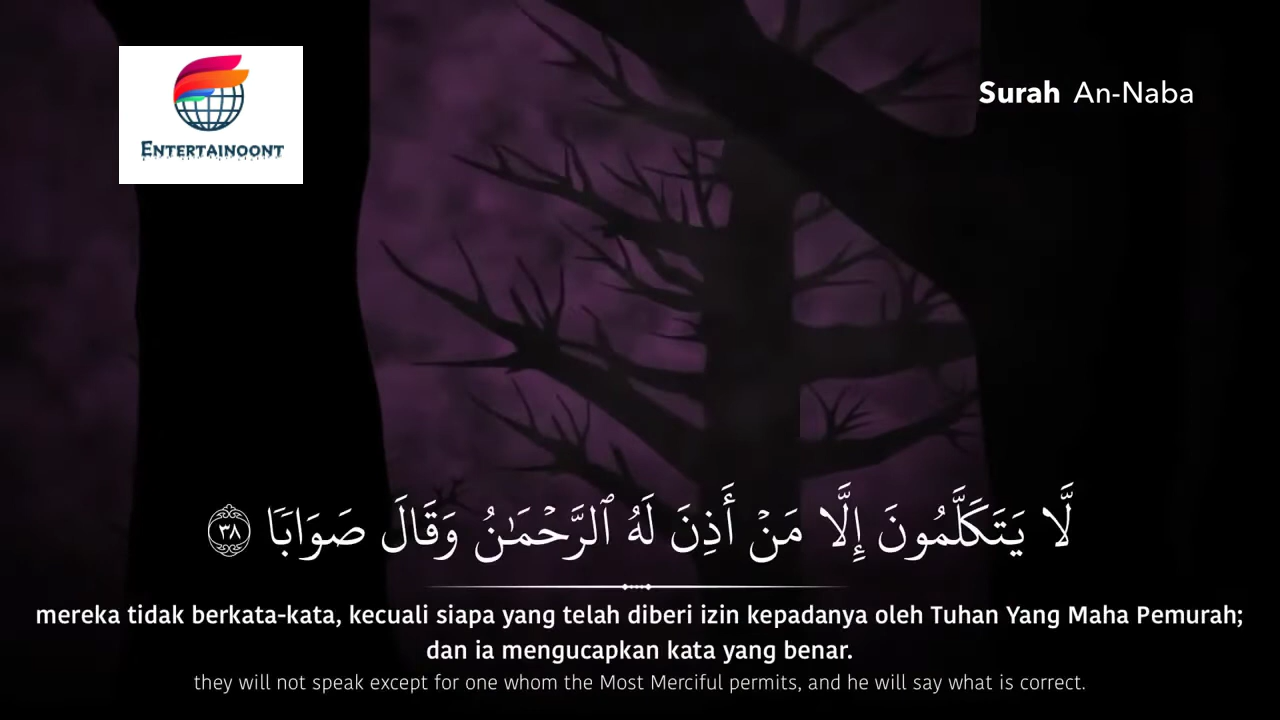 ENTERTAINOONT
Surah An-Naba
لَّا يَتَكَلَّمُونَ إِلَّا مَنْ أَذِنَ لَهُ ٱلرَّحْمَـٰنُ وَقَالَ صَوَابًا ٣٨
mereka tidak berkata-kata, kecuali siapa yang telah diberi izin kepadanya oleh Tuhan Yang Maha Pemurah;
dan ia mengucapkan kata yang benar.
they will not speak except for one whom the Most Merciful permits, and he will say what is correct.